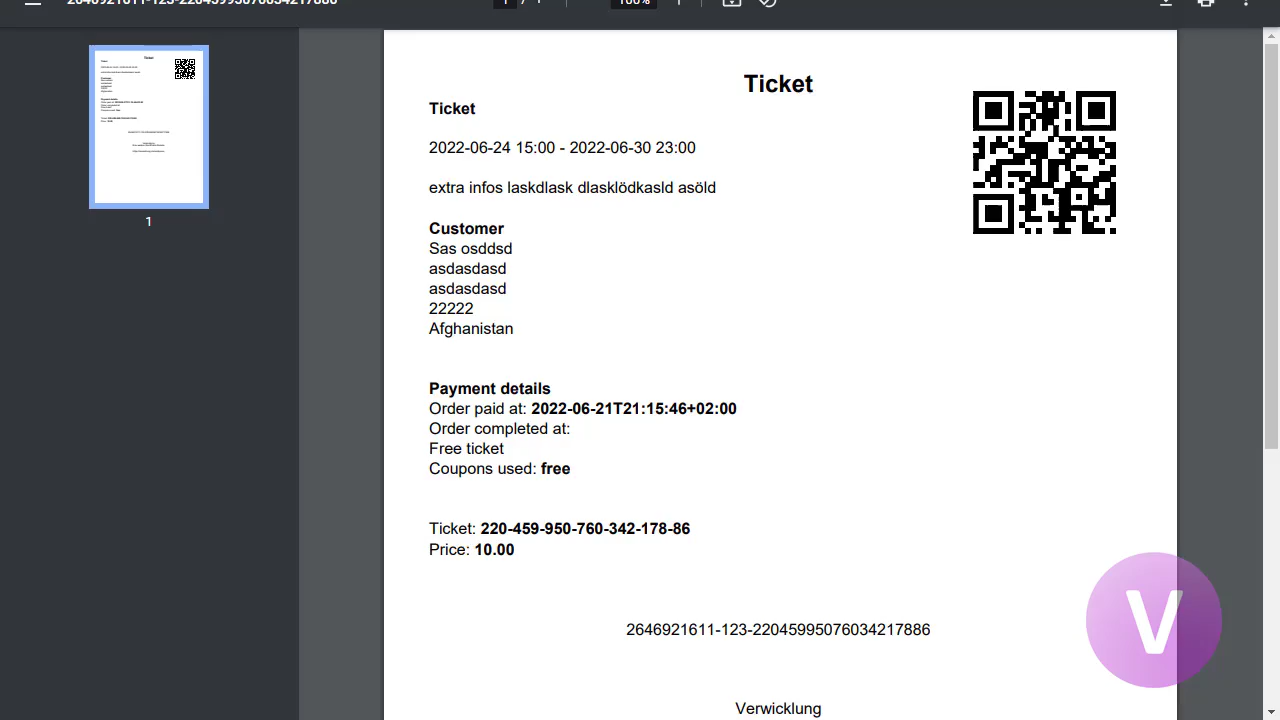 Ticket
Ticket
2022-06-24 15:00 - 2022-06-30 23:00
extra infos laskdlask dlasklödkasld asöld
Customer
Sas osddsd
asdasdasd
asdasdasd
22222
Afghanistan
Payment details
Order paid at: 2022-06-21T21:15:46+02:00
Order completed at:
Free ticket
Coupons used: free
Ticket: 220-459-950-760-342-178-86
Price: 10.00
2646921611-123-22045995076034217886
Verwicklung
1
V